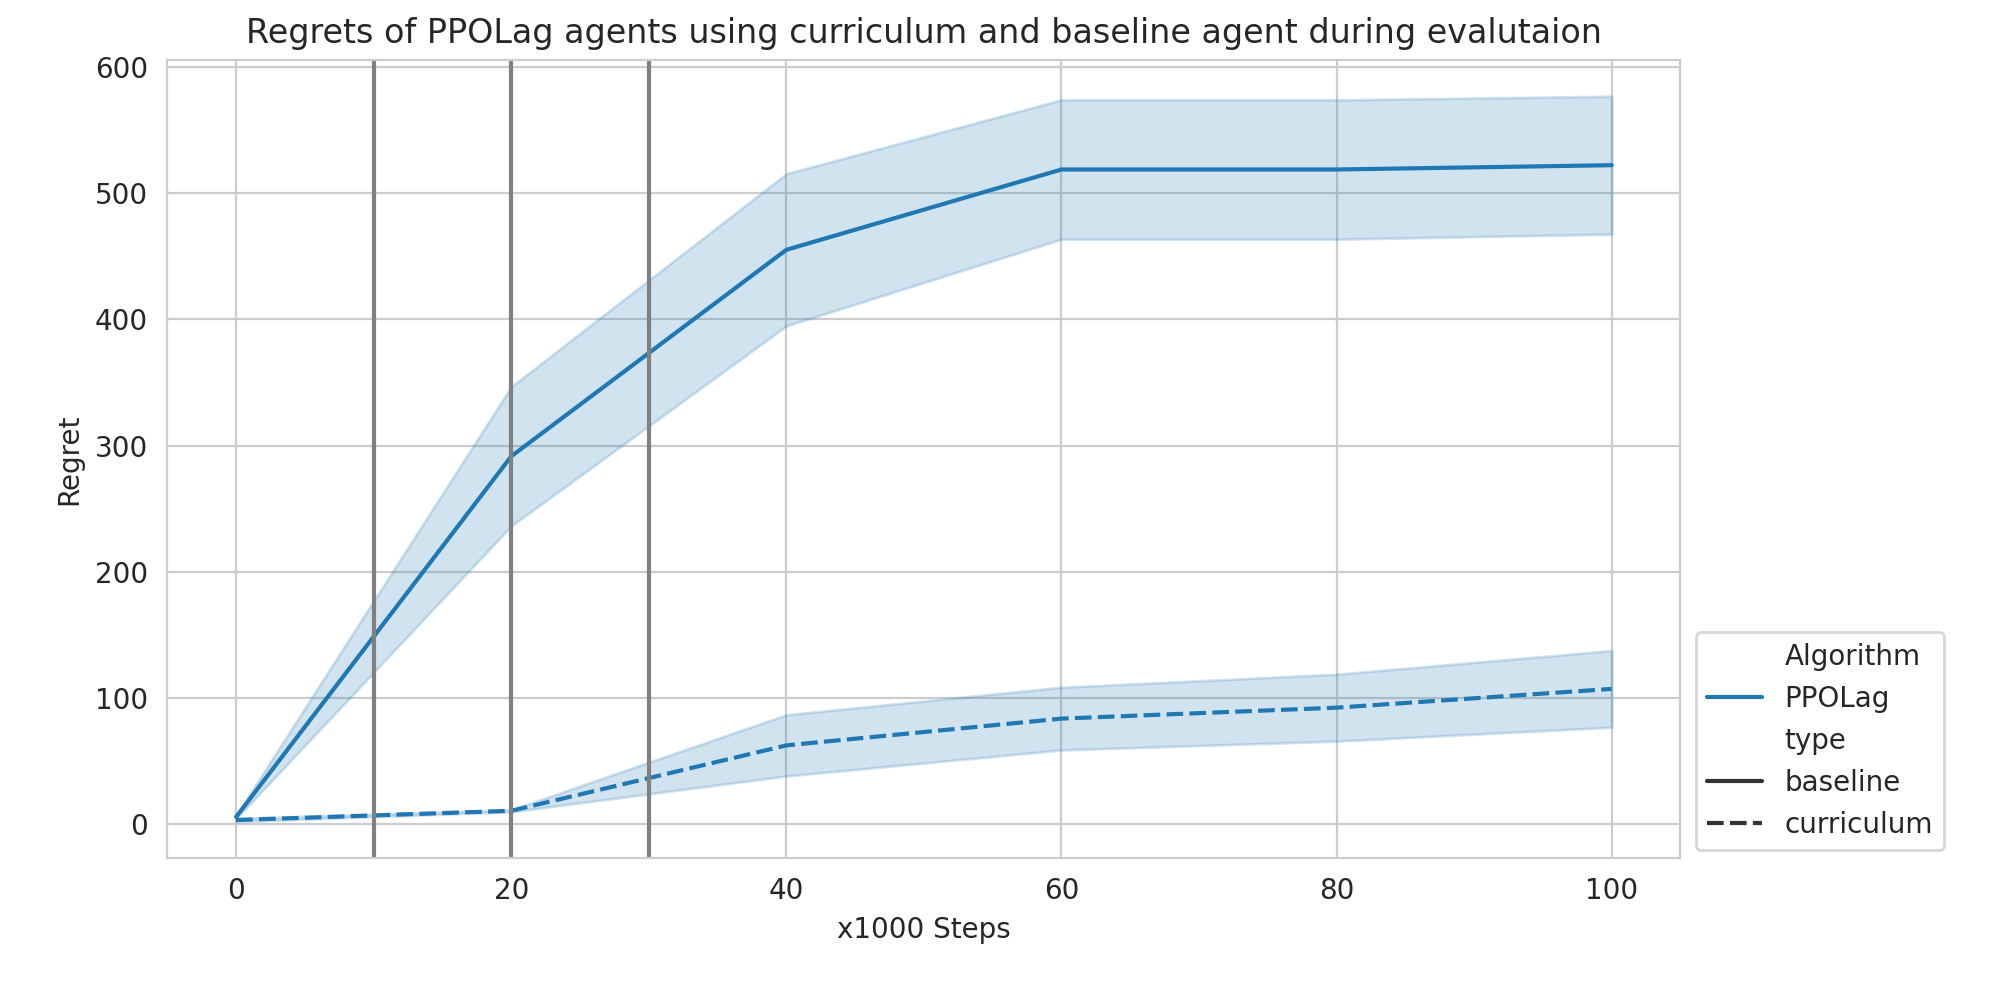 Regrets of PPOLag agents using curriculum and baseline agent during evalutaion
600
500
400
300
200
100
0
Regret
0 20 40 60 80 100
x1000 Steps
Algorithm
PPOLag
type
baseline
curriculum